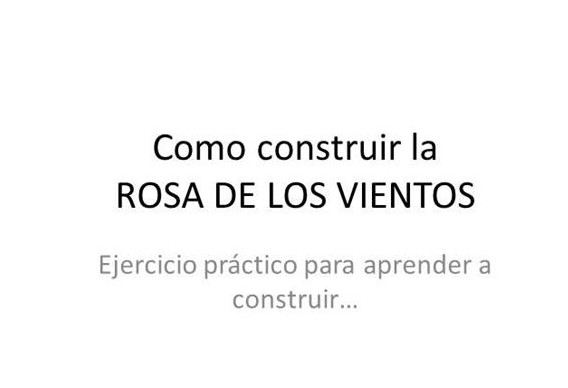 Como construir la
ROSA DE LOS VIENTOS
Ejercicio práctico para aprender a
construir…